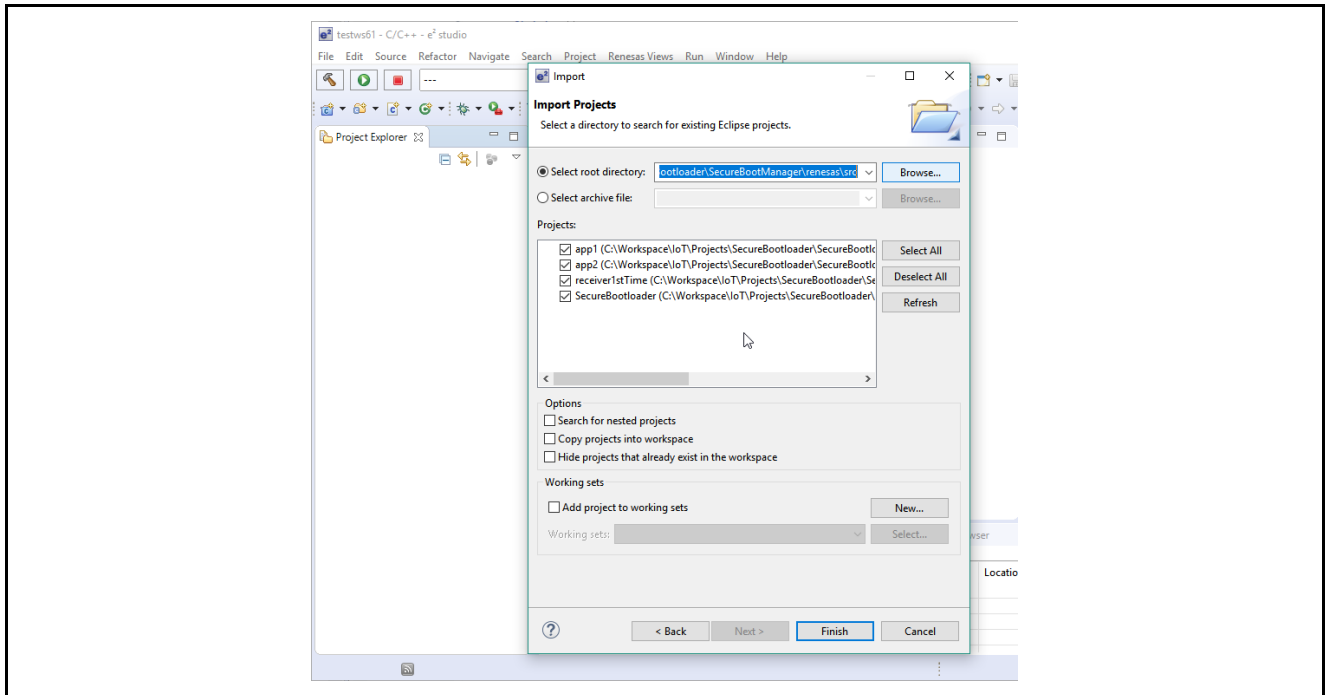 testws61 - C/C++ - e² studio
File Edit Source Refactor Navigate Search Project Renesas Views Run Window Help
---
Project Explorer
Import
Import Projects
Select a directory to search for existing Eclipse projects.
Select root directory: ootloader\SecureBootManager\renesas\src Browse...
Select archive file: Browse...
Projects:
app1 (C:\Workspace\IoT\Projects\SecureBootloader\SecureBootlc
app2 (C:\Workspace\IoT\Projects\SecureBootloader\SecureBootlc
receiver1stTime (C:\Workspace\IoT\Projects\SecureBootloader\Se
SecureBootloader (C:\Workspace\IoT\Projects\SecureBootloader\
Select All
Deselect All
Refresh
Options
Search for nested projects
Copy projects into workspace
Hide projects that already exist in the workspace
Working sets
Add project to working sets New...
Working sets: Select...
wser
Locatio
? < Back Next > Finish Cancel